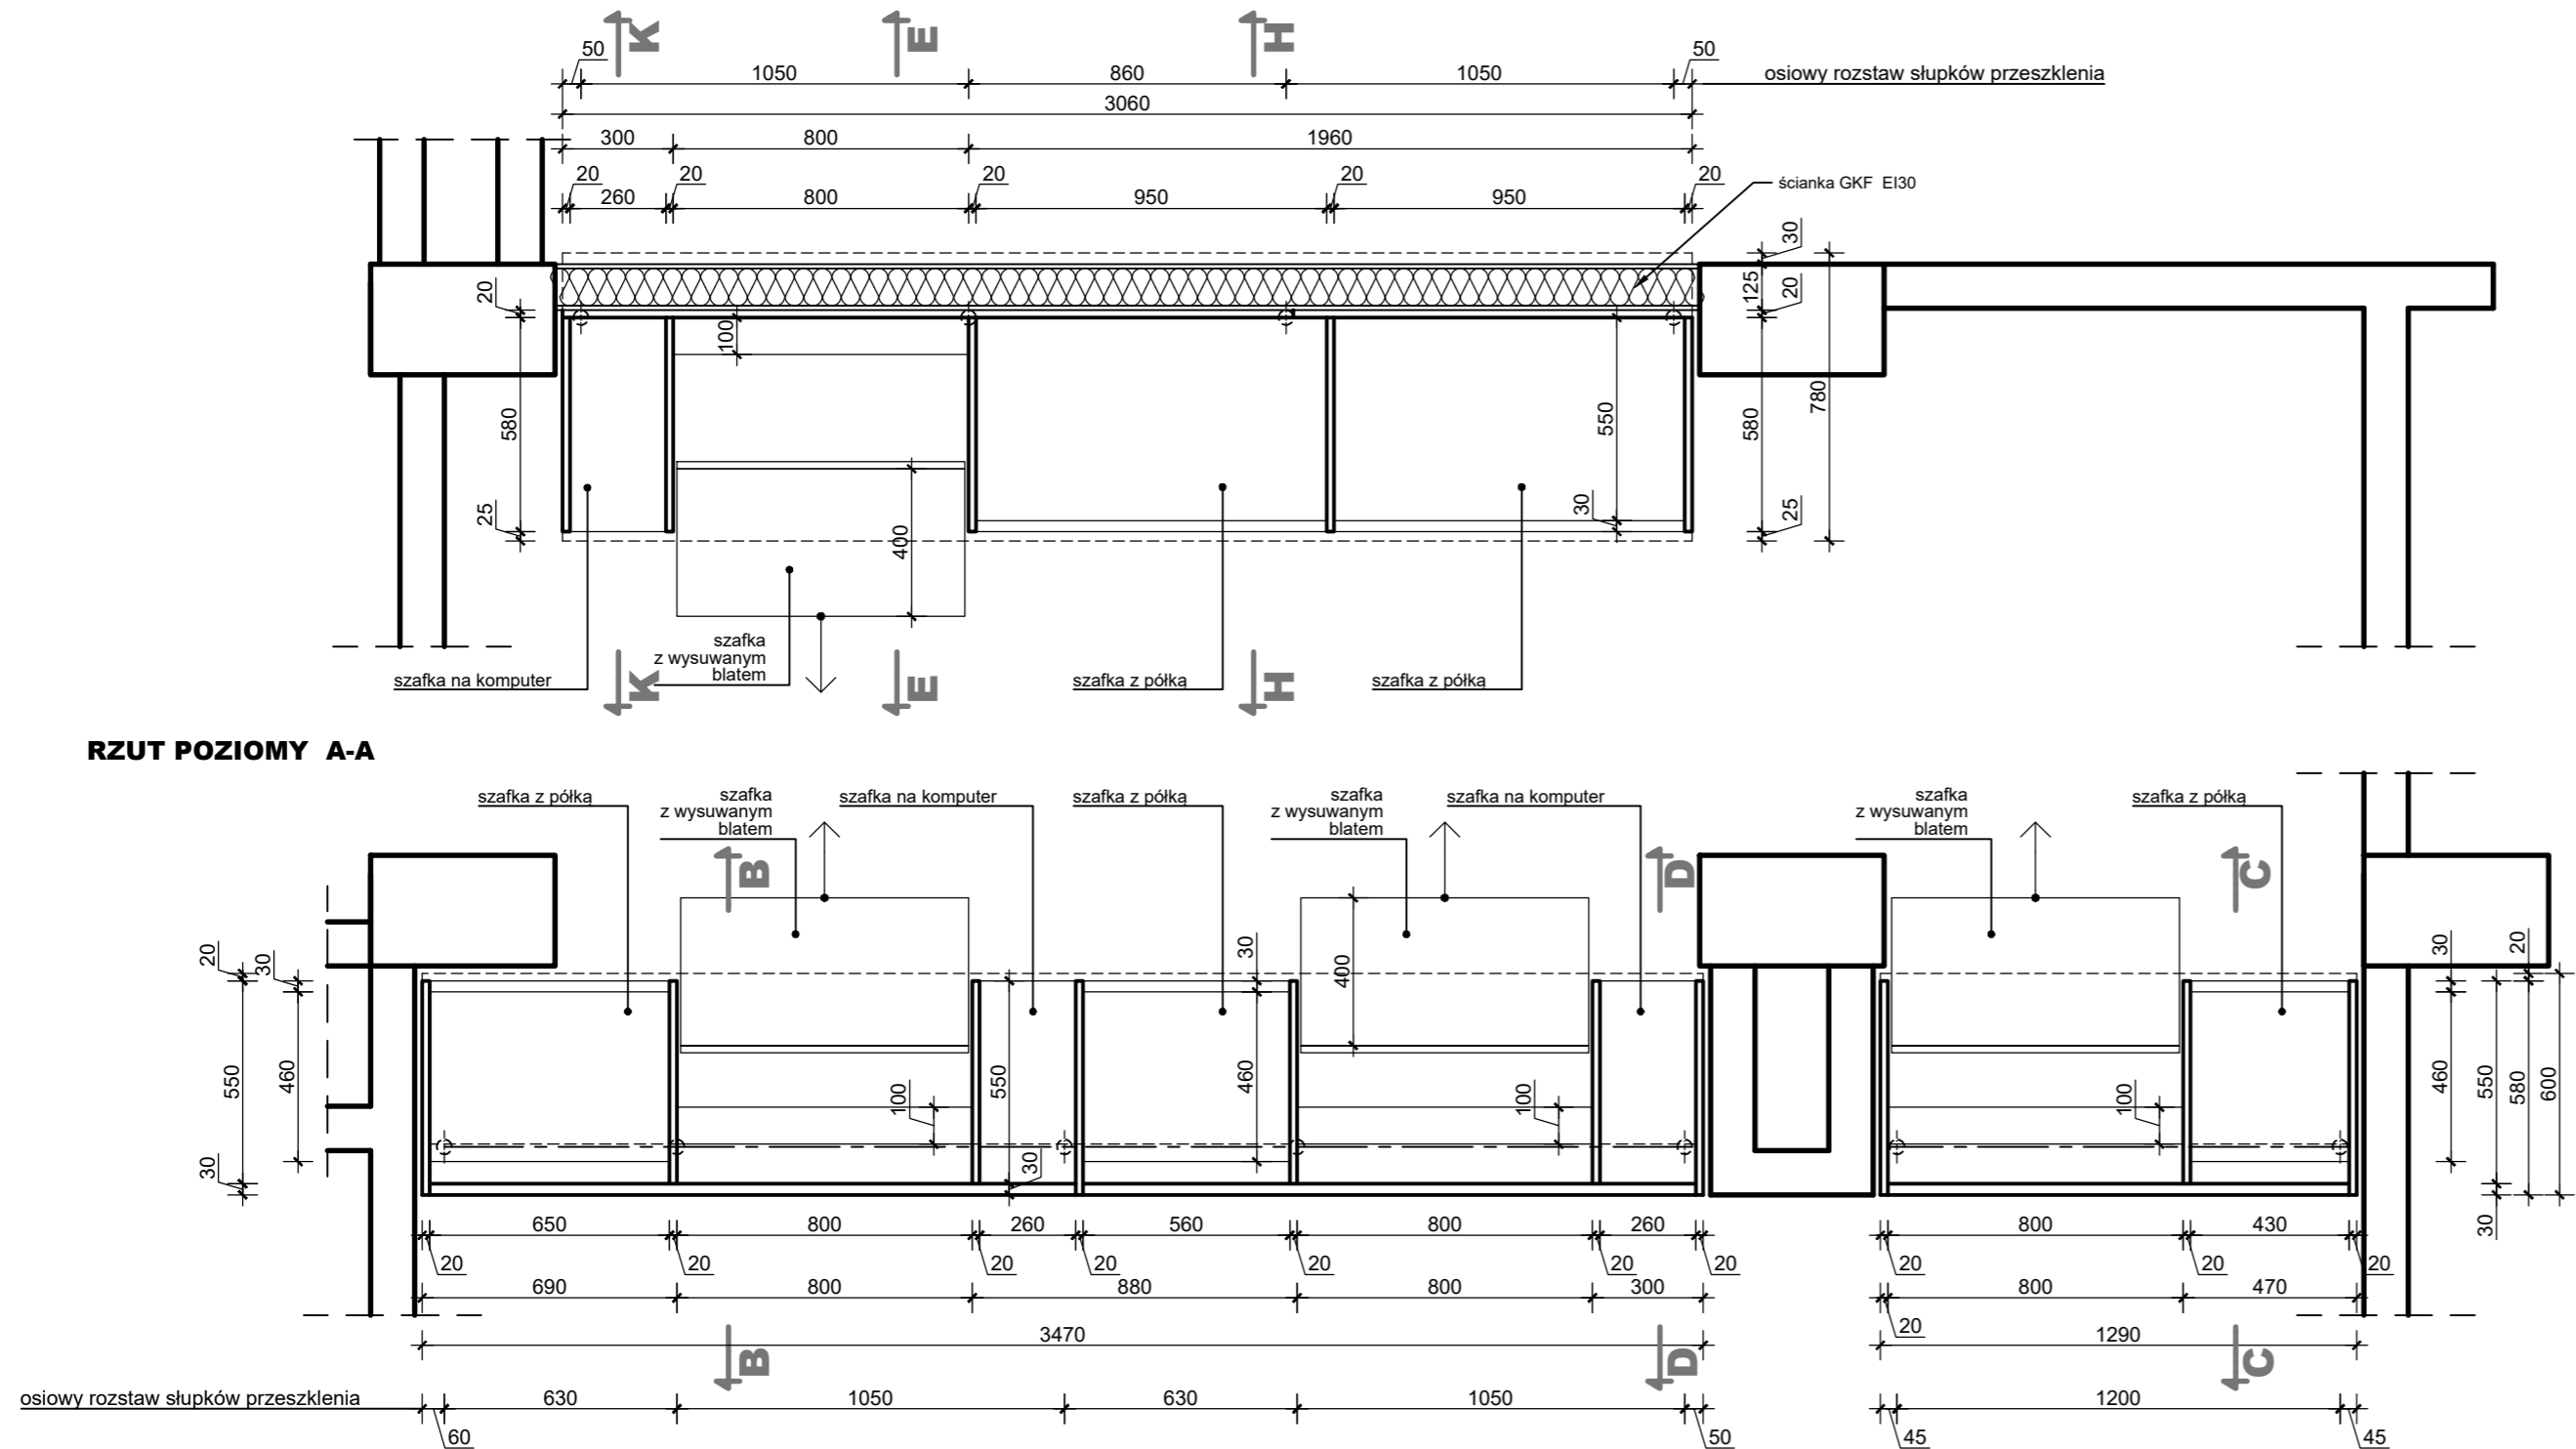 K E H
50 50
1050 860 1050 osiowy rozstaw słupków przeszklenia
3060
300 800 1960
20 20 20 20 20
260 800 950 950
ścianka GKF EI30
30
20 125 20
100
580 550 580 780
25 400 30 25
szafka
z wysuwanym
blatem
szafka na komputer
szafka z półką
szafka z półką
K E H
RZUT POZIOMY A-A
szafka z półką
szafka
z wysuwanym
blatem
szafka na komputer
szafka z półką
szafka
z wysuwanym
blatem
szafka na komputer
szafka
z wysuwanym
blatem
szafka z półką
B D C
20 30 30 400 30 20
550 460 100 550 460 100 100 460 550 580 600
30 30 30
650 800 260 560 800 260 800 430
20 20 20 20 20 20 20 20 20 20
690 800 880 800 300 800 470
20
3470 1290
B D C
osiowy rozstaw słupków przeszklenia 630 1050 630 1050 1200
60 50 45 45